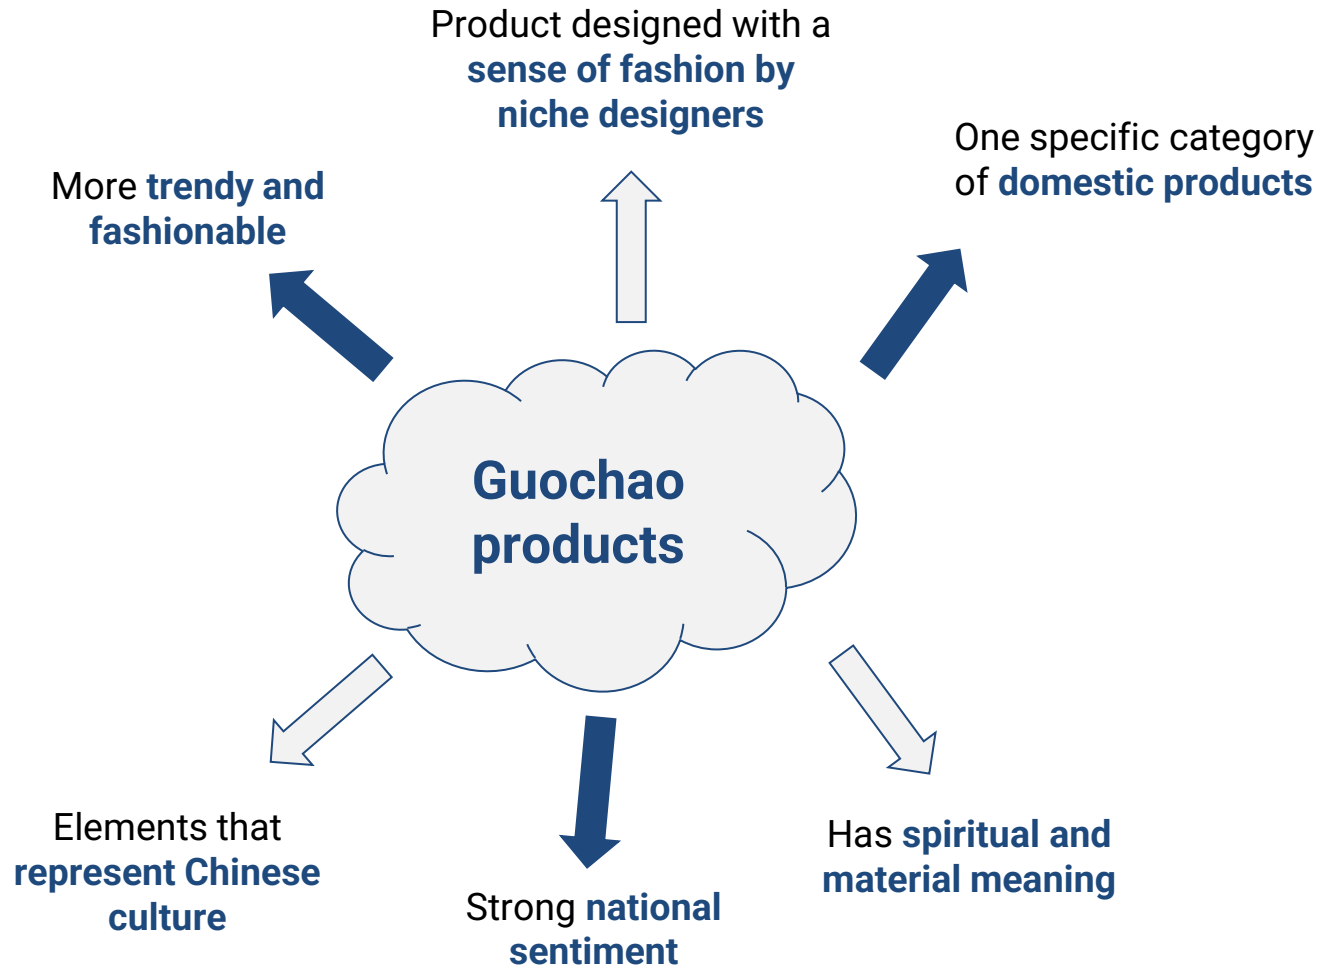 Product designed with a
sense of fashion by
niche designers
One specific category
of domestic products
More trendy and
fashionable
Guochao
products
Elements that
represent Chinese
culture
Strong national
sentiment
Has spiritual and
material meaning